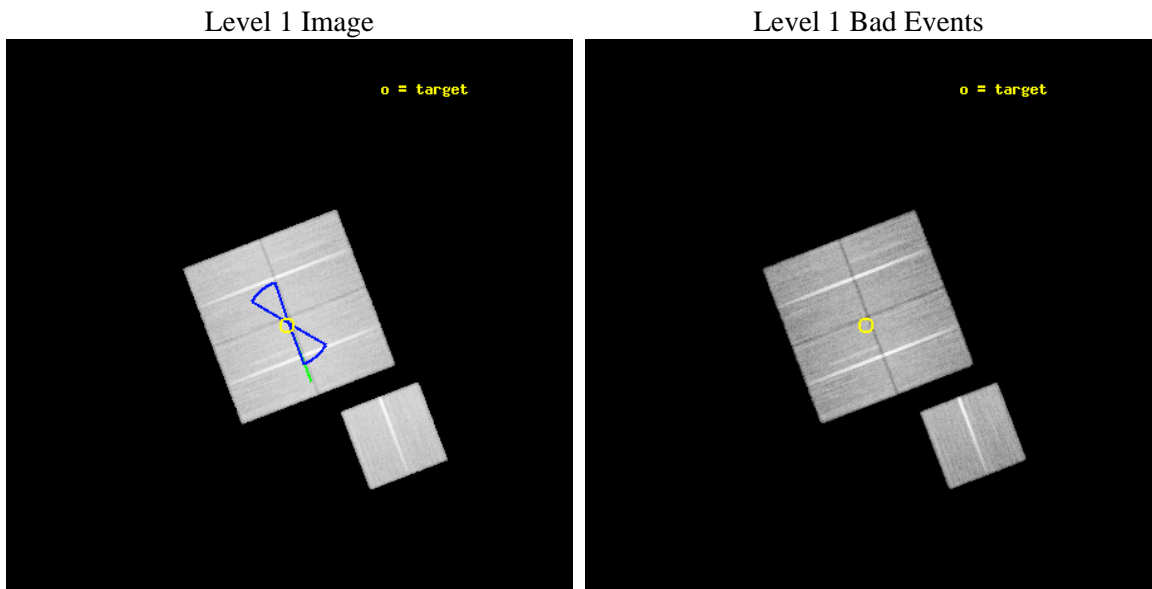 Level 1 Image
Level 1 Bad Events
o = target
o = target